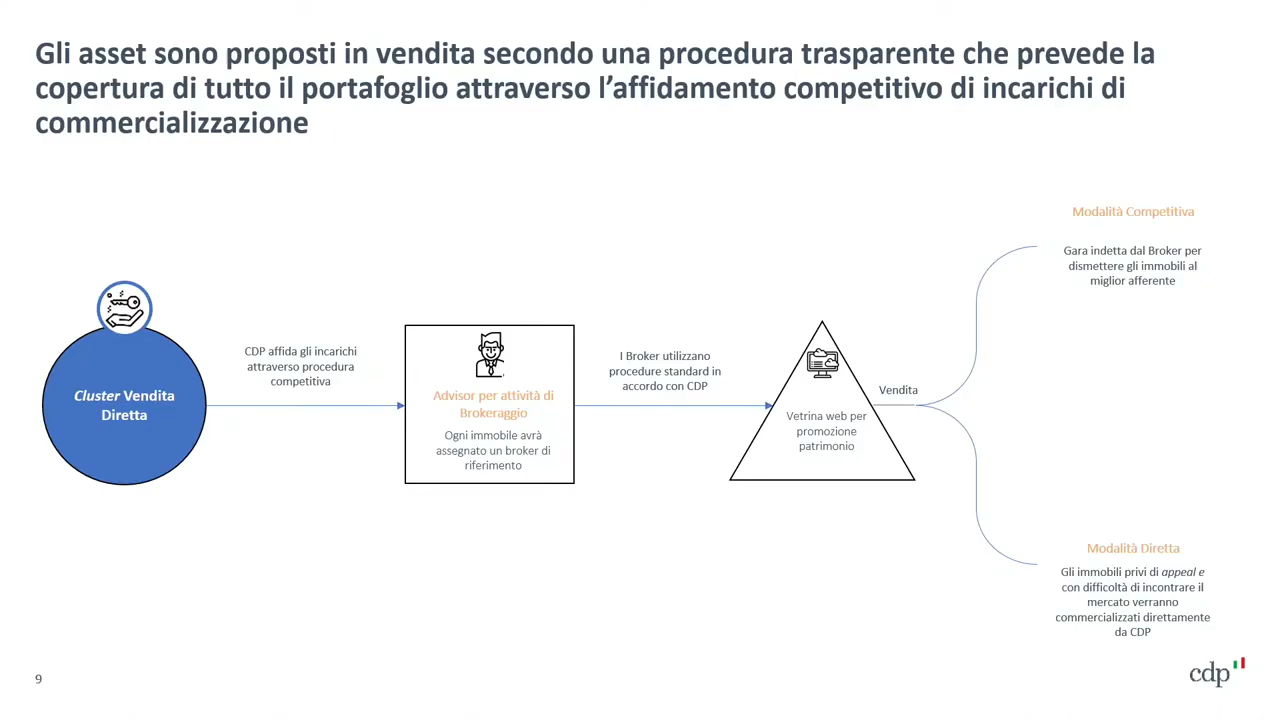 Gli asset sono proposti in vendita secondo una procedura trasparente che prevede la
copertura di tutto il portafoglio attraverso l'affidamento competitivo di incarichi di
commercializzazione
Cluster Vendita
Diretta
CDP affida gli incarichi
attraverso procedura
competitiva
Advisor per attività di
Brokeraggio
Ogni immobile avrà
assegnato un broker di
riferimento
I Broker utilizzano
procedure standard in
accordo con CDP
Vetrina web per
promozione
patrimonio
Vendita
Modalità Competitiva
Gara indetta dal Broker per
dismettere gli immobili al
miglior afferente
Modalità Diretta
Gli immobili privi di appeal e
con difficoltà di incontrare il
mercato verranno
commercializzati direttamente
da CDP
9
cdp